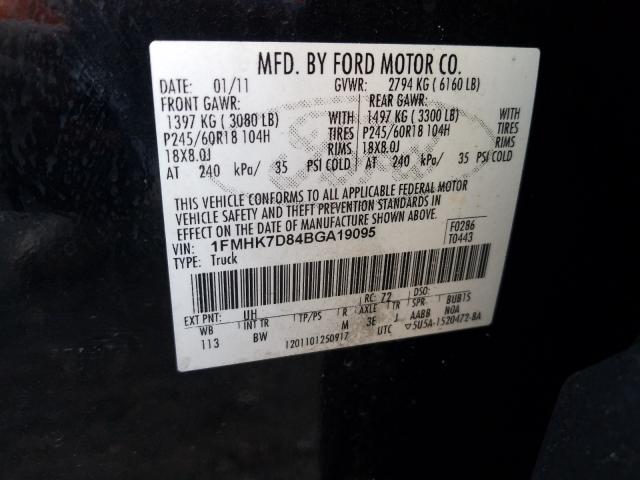 MFD. BY FORD MOTOR CO.
DATE: 01/11 GVWR: 2794 KG ( 6160 LB)
FRONT GAWR: REAR GAWR:
1397 KG ( 3080 LB) WITH 1497 KG ( 3300 LB) WITH
P245/60R18 104H TIRES P245/60R18 104H TIRES
18X8.0J RIMS 18X8.0J RIMS
AT 240 kPa/ 35 PSI COLD AT 240 kPa/ 35 PSI COLD
THIS VEHICLE CONFORMS TO ALL APPLICABLE FEDERAL MOTOR
VEHICLE SAFETY AND THEFT PREVENTION STANDARDS IN
EFFECT ON THE DATE OF MANUFACTURE SHOWN ABOVE.
VIN: 1FMHK7D84BGA19095 F0286
TYPE: Truck T0443
EXT PNT: UH RC: 72 DSO:
WB INT TR TP/PS R AXLE TR SPR BUB15
113 BW M 3E J AABB N0A
1201101250917 UTC ▽5U5A-1520472-BA